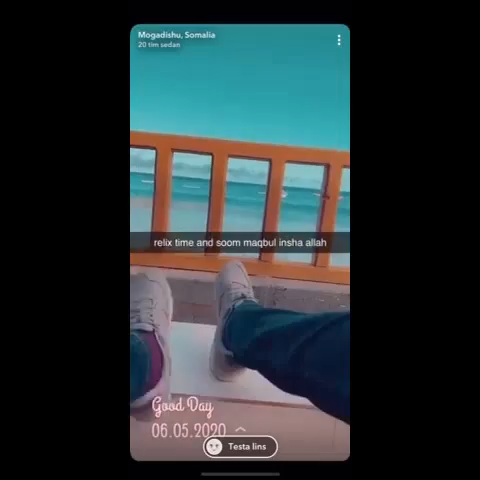 Mogadishu, Somalia
20 tim sedan
relix time and soom maqbul insha allah
Good Day
06.05.2020
Testa lins